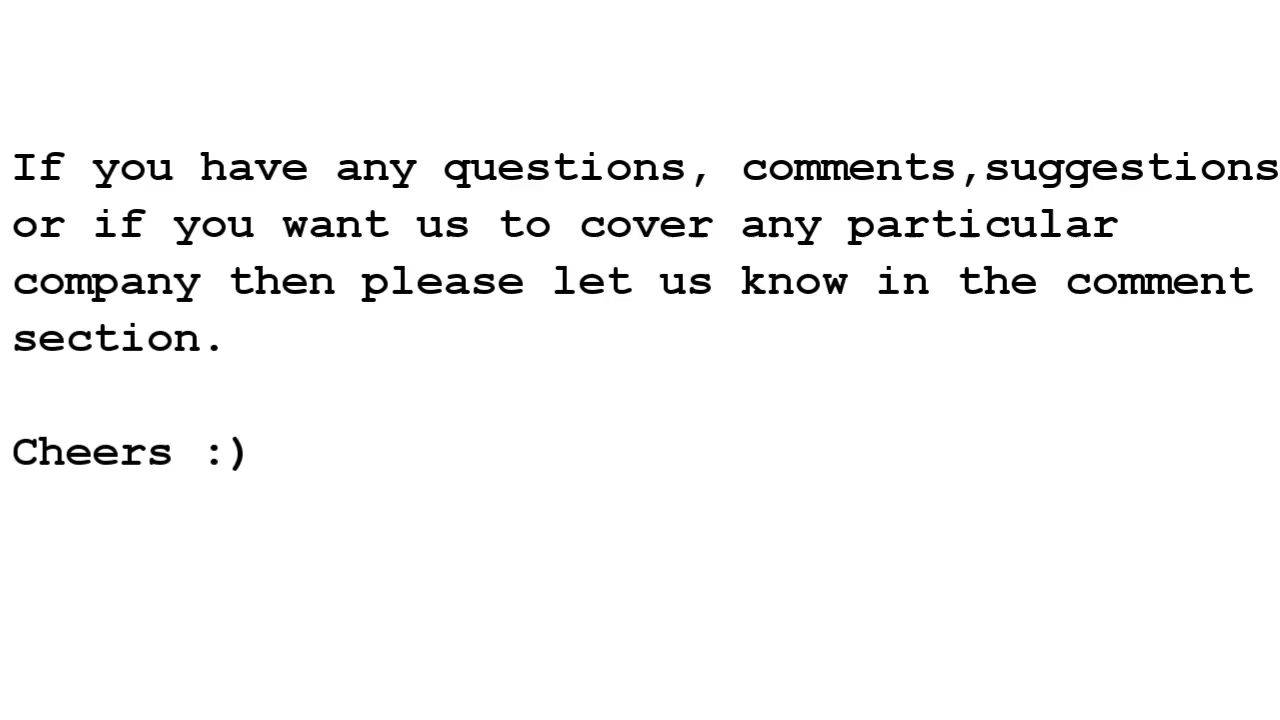 If you have any questions, comments,suggestions
or if you want us to cover any particular
company then please let us know in the comment
section.
Cheers :)